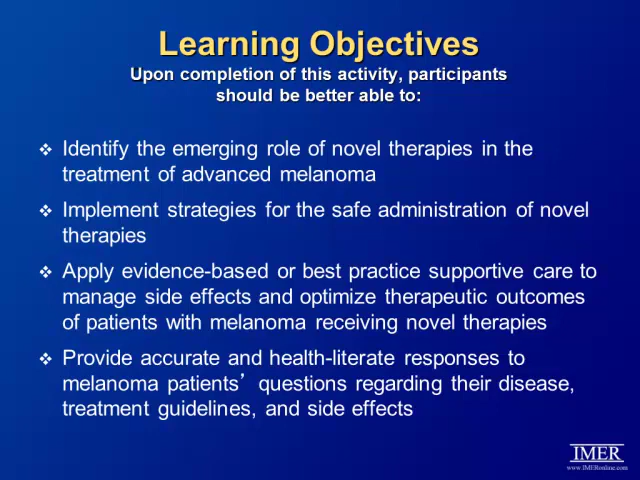 Learning Objectives
Upon completion of this activity, participants
should be better able to:
❖ Identify the emerging role of novel therapies in the
treatment of advanced melanoma
❖ Implement strategies for the safe administration of novel
therapies
❖ Apply evidence-based or best practice supportive care to
manage side effects and optimize therapeutic outcomes
of patients with melanoma receiving novel therapies
❖ Provide accurate and health-literate responses to
melanoma patients’ questions regarding their disease,
treatment guidelines, and side effects
IMER
www.IMERonline.com